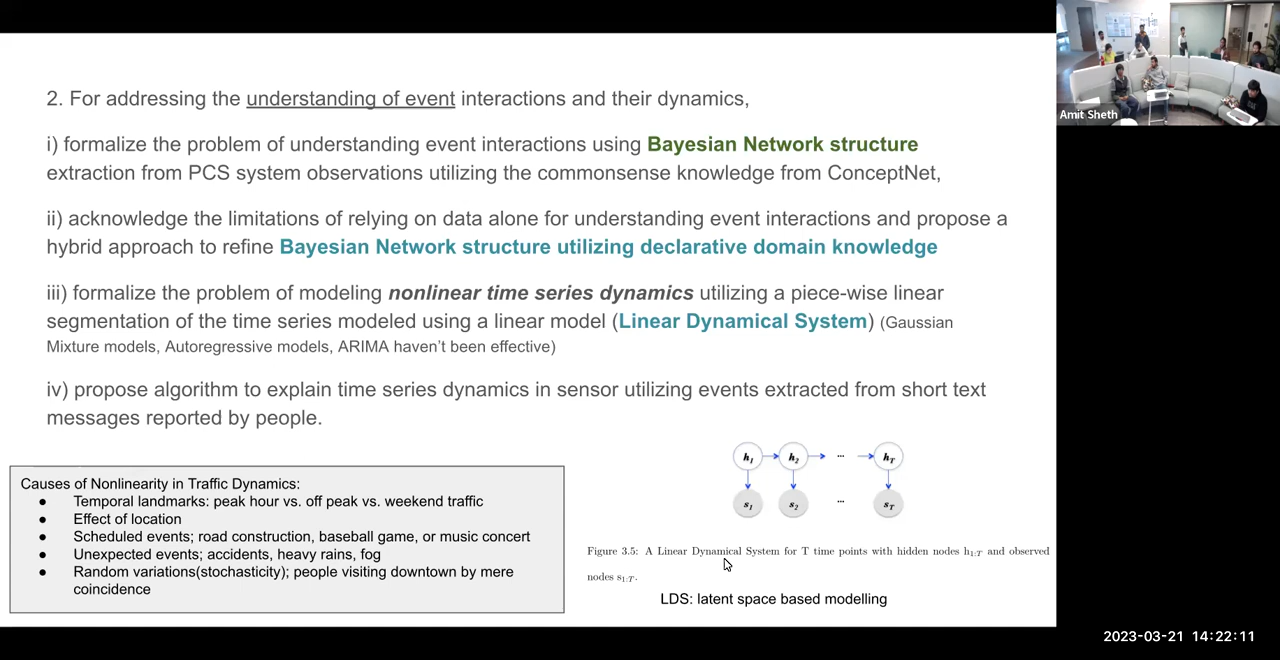 2. For addressing the understanding of event interactions and their dynamics,
i) formalize the problem of understanding event interactions using Bayesian Network structure
extraction from PCS system observations utilizing the commonsense knowledge from ConceptNet,
ii) acknowledge the limitations of relying on data alone for understanding event interactions and propose a
hybrid approach to refine Bayesian Network structure utilizing declarative domain knowledge
iii) formalize the problem of modeling nonlinear time series dynamics utilizing a piece-wise linear
segmentation of the time series modeled using a linear model (Linear Dynamical System) (Gaussian
Mixture models, Autoregressive models, ARIMA haven't been effective)
iv) propose algorithm to explain time series dynamics in sensor utilizing events extracted from short text
messages reported by people.
Causes of Nonlinearity in Traffic Dynamics:
● Temporal landmarks: peak hour vs. off peak vs. weekend traffic
● Effect of location
● Scheduled events; road construction, baseball game, or music concert
● Unexpected events; accidents, heavy rains, fog
● Random variations(stochasticity); people visiting downtown by mere
coincidence
h1 h2 ... hT
s1 s2 ... sT
Figure 3.5: A Linear Dynamical System for T time points with hidden nodes h1:T and observed
nodes s1:T.
LDS: latent space based modelling
Amit Sheth
2023-03-21 14:22:11